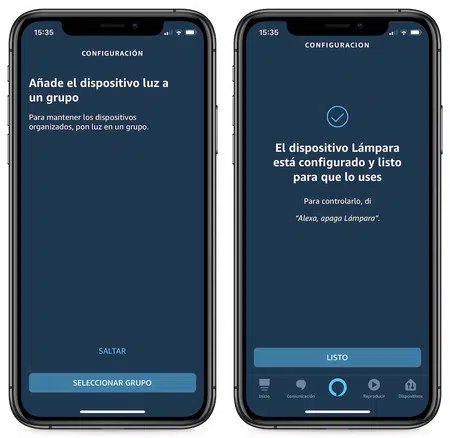 15:35
CONFIGURACIÓN
Añade el dispositivo luz a
un grupo
Para mantener los dispositivos
organizados, pon luz en un grupo.
SALTAR
SELECCIONAR GRUPO
15:35
CONFIGURACION
El dispositivo Lámpara
está configurado y listo
para que lo uses
Para controlarlo, di
"Alexa, apaga Lámpara".
LISTO
Inicio
Comunicación
Reproducir
Dispositivos